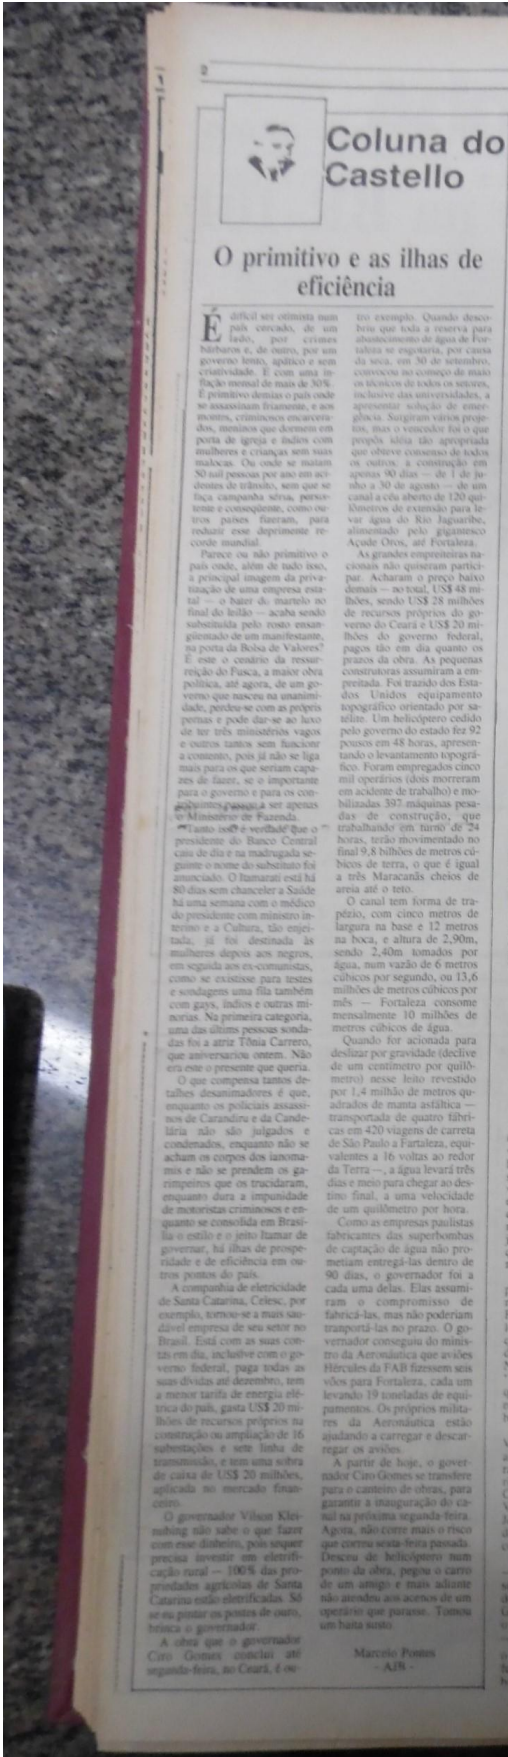 2
Coluna do
Castello
O primitivo e as ilhas de
eficiência
É difícil ser otimista num
país cercado, de um
lado, por crimes
bárbaros e, de outro, por um
governo lento, apático e sem
criatividade. E com uma in-
flação mensal de mais de 30%.
É primitivo demais o país onde
se assassinam friamente, e aos
montes, criminosos encarcera-
dos, meninos que dormem em
porta de igreja e índios com
mulheres e crianças sem suas
malocas. Ou onde se matam
50 mil pessoas por ano em aci-
dentes de trânsito, sem que se
faça campanha séria, persis-
tente e conseqüente, como ou-
tros países fizeram, para
reduzir esse deprimente re-
corde mundial.
Parece ou não primitivo o
país onde, além de tudo isso,
a principal imagem da priva-
tização de uma empresa esta-
tal — o bater do martelo no
final do leilão — acaba sendo
substituída pelo rosto ensan-
güentado de um manifestante,
na porta da Bolsa de Valores?
É este o cenário da ressur-
reição do Fusca, a maior obra
política, até agora, de um go-
verno que nasceu na unanimi-
dade, perdeu-se com as próprias
pernas e pode dar-se ao luxo
de ter três ministérios vagos
e outros tantos sem funcionr
a contento, pois já não se liga
mais para os que seriam capa-
zes de fazer, se o importante
para o governo e para os con-
tribuintes passou a ser apenas
o Ministério de Fazenda.
Tanto isso é verdade que o
presidente do Banco Central
caiu de dia e na madrugada se-
guinte o nome do substituto foi
anunciado. O Itamarati está há
80 dias sem chanceler a Saúde
há uma semana com o médico
do presidente com ministro in-
terino e a Cultura, tão enjei-
tada, já foi destinada às
mulheres depois aos negros,
em seguida aos ex-comunistas,
como se existisse para testes
e sondagens uma fila também
com gays, índios e outras mi-
norias. Na primeira categoria,
uma das últims pessoas sonda-
das foi a atriz Tônia Carrero,
que aniversariou ontem. Não
era este o presente que queria.
O que compensa tantos de-
talhes desanimadores é que,
enquanto os policiais assassi-
nos de Carandiru e da Cande-
lária não são julgados e
condenados, enquanto não se
acham os corpos dos ianoma-
mis e não se prendem os ga-
rimpeiros que os trucidaram,
enquanto dura a impunidade
de motoristas criminosos e en-
quanto se consolida em Brasí-
lia o estilo e o jeito Itamar de
governar, há ilhas de prospe-
ridade e de eficiência em ou-
tros pontos do país.
A companhia de eletricidade
de Santa Catarina, Celesc, por
exemplo, tornou-se a mais sau-
dável empresa de seu setor no
Brasil. Está com as suas con-
tas em dia, inclusive com o go-
verno federal, paga todas as
suas dívidas até dezembro, tem
a menor tarifa de energia elé-
trica do país, gasta US$ 20 mi-
lhões de recursos próprios na
construção ou ampliação de 16
subestações e sete linha de
transmissão, e tem uma sobra
de caixa de US$ 20 milhões,
aplicada no mercado finan-
ceiro.
O governador Vilson Klei-
nubing não sabe o que fazer
com esse dinheiro, pois sequer
precisa investir em eletrifi-
cação rural — 100% das pro-
priedades agrícolas de Santa
Catarina estão eletrificadas. Só
se eu pintar os postes de ouro,
brinca o governador.
A obra que o governador
Ciro Gomes conclui até
segunda-feira, no Ceará, é ou-
tro exemplo. Quando desco-
briu que toda a reserva para
abastecimento de água de For-
taleza se esgotaria, por causa
da seca, em 30 de setembro,
convocou no começo de maio
os técnicos de todos os setores,
inclusive das universidades, a
apresentar solução de emer-
gência. Surgiram vários proje-
tos, mas o vencedor foi o que
propôs idéia tão apropriada
que obteve consenso de todos
os outros: a construção em
apenas 90 dias — de 1 de ju-
nho a 30 de agosto — de um
canal a céu aberto de 120 qui-
lômetros de extensão para le-
var água do Rio Jaguaribe,
alimentado pelo gigantesco
Açude Orós, até Fortaleza.
As grandes empreiteiras na-
cionais não quiseram partici-
par. Acharam o preço baixo
demais — no total, US$ 48 mi-
lhões, sendo US$ 28 milhões
de recursos próprios do go-
verno do Ceará e US$ 20 mi-
lhões do governo federal,
pagos tão em dia quanto os
prazos da obra. As pequenas
construtoras assumiram a em-
preitada. Foi trazido dos Esta-
dos Unidos equipamento
topográfico orientado por sa-
télite. Um helicóptero cedido
pelo governo do estado fez 92
pousos em 48 horas, apresen-
tando o levantamento topográ-
fico. Foram empregados cinco
mil operários (dois morreram
em acidente de trabalho) e mo-
bilizadas 397 máquinas pesa-
das de construção, que
trabalhando em turno de 24
horas, terão movimentado no
final 9,8 bilhões de metros cú-
bicos de terra, o que é igual
a três Maracanãs cheios de
areia até o teto.
O canal tem forma de tra-
pézio, com cinco metros de
largura na base e 12 metros
na boca, e altura de 2,90m,
sendo 2,40m tomados por
água, num vazão de 6 metros
cúbicos por segundo, ou 13,6
milhões de metros cúbicos por
mês — Fortaleza consome
mensalmente 10 milhões de
metros cúbicos de água.
Quando for acionada para
deslizar por gravidade (declive
de um centímetro por quilô-
metro) nesse leito revestido
por 1,4 milhão de metros qu-
adrados de manta asfáltica —
transportada de quatro fábri-
cas em 420 viagens de carreta
de São Paulo a Fartaleza, equi-
valentes a 16 voltas ao redor
da Terra —, a água levará três
dias e meio para chegar ao des-
tino final, a uma velocidade
de um quilômetro por hora.
Como as empresas paulistas
fabricantes das superbombas
de captação de água não pro-
metiam entregá-las dentro de
90 dias, o governador foi a
cada uma delas. Elas assumi-
ram o compromisso de
fabricá-las, mas não poderiam
tranportá-las no prazo. O go-
vernador conseguiu do minis-
tro da Aeronáutica que aviões
Hércules da FAB fizessem seis
vôos para Fortaleza, cada um
levando 19 toneladas de equi-
pamentos. Os próprios milita-
res da Aeronáutica estão
ajudando a carregar e descar-
regar os aviões.
A partir de hoje, o gover-
nador Ciro Gomes se transfere
para o canteiro de obras, para
garantir a inauguração do ca-
nal na próxima segunda-feira.
Agora, não corre mais o risco
que correu sexta-feira passada.
Desceu de helicóptero num
ponto da obra, pegou o carro
de um amigo e mais adiante
não atendeu aos acenos de um
operário que parasse. Tomou
um baita susto.
Marcelo Pontes
- AJB -